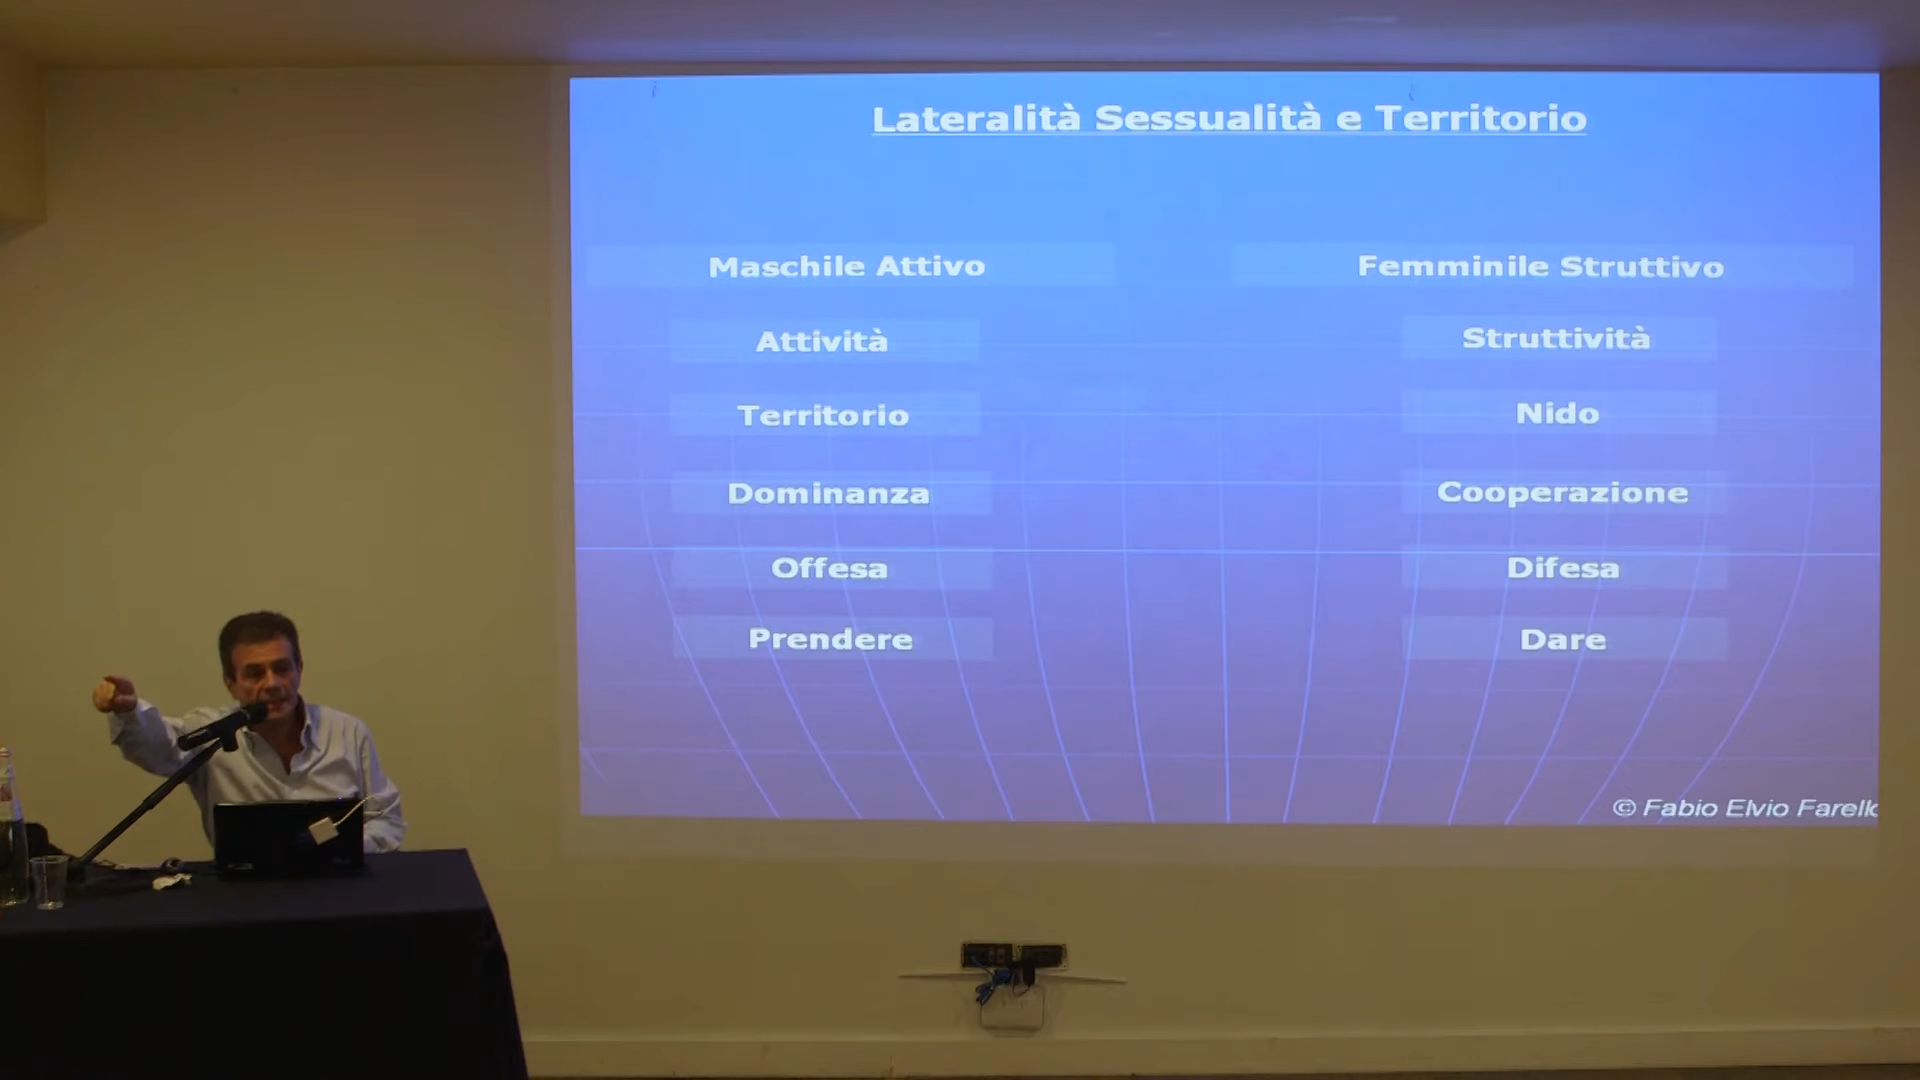 Lateralità Sessualità e Territorio
Maschile Attivo
Femminile Struttivo
Attività
Struttività
Territorio
Nido
Dominanza
Cooperazione
Offesa
Difesa
Prendere
Dare
© Fabio Elvio Farello